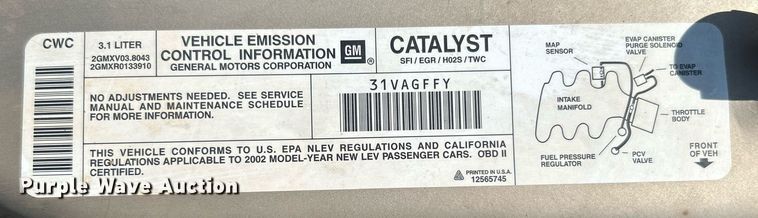 CWC
3.1 LITER
2GMXV03.8043
2GMXR0133910
VEHICLE EMISSION
CONTROL INFORMATION
GENERAL MOTORS CORPORATION
GM
CATALYST
SFI / EGR / H02S / TWC
NO ADJUSTMENTS NEEDED. SEE SERVICE
MANUAL AND MAINTENANCE SCHEDULE
FOR MORE INFORMATION.
31VAGFFY
THIS VEHICLE CONFORMS TO U.S. EPA NLEV REGULATIONS AND CALIFORNIA
REGULATIONS APPLICABLE TO 2002 MODEL-YEAR NEW LEV PASSENGER CARS. OBD II
CERTIFIED.
PRINTED IN U.S.A.
12565745
MAP
SENSOR
EVAP CANISTER
PURGE SOLENOID
VALVE
TO EVAP
CANISTER
INTAKE
MANIFOLD
THROTTLE
BODY
FUEL PRESSURE
REGULATOR
PCV
VALVE
FRONT
OF VEH
Purple Wave Auction